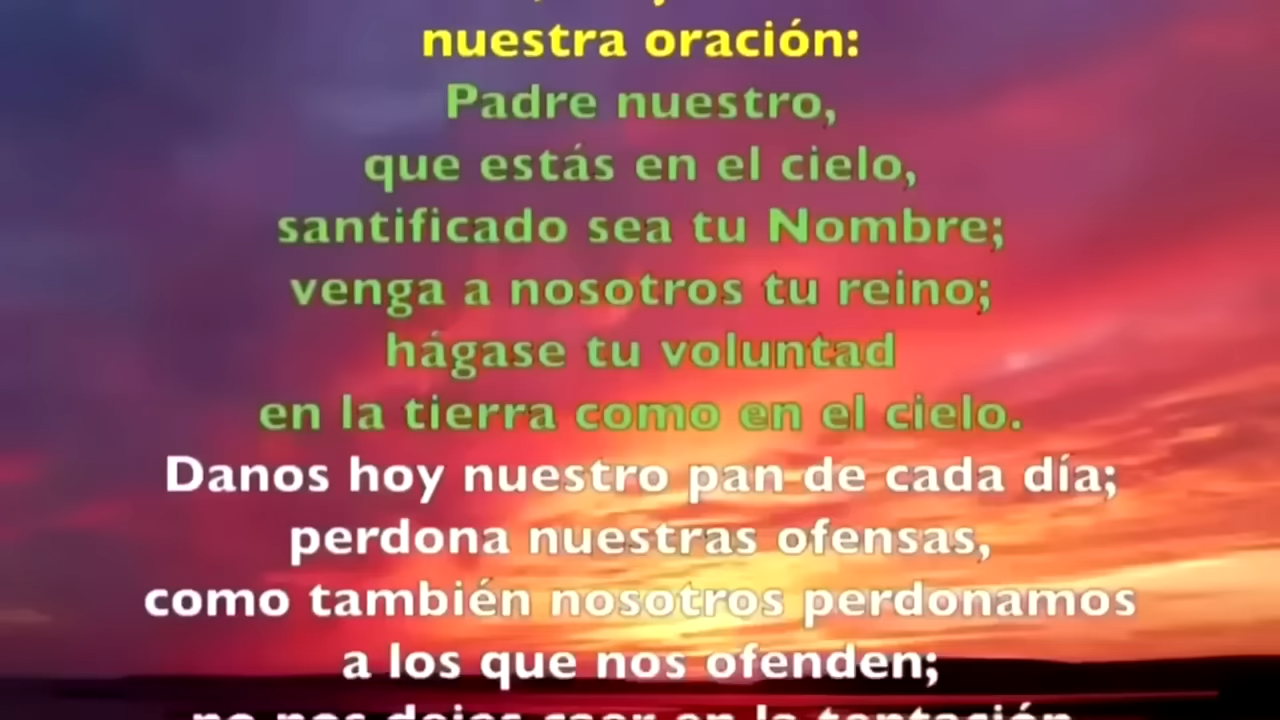 nuestra oración:
Padre nuestro,
que estás en el cielo,
santificado sea tu Nombre;
venga a nosotros tu reino;
hágase tu voluntad
en la tierra como en el cielo.
Danos hoy nuestro pan de cada día;
perdona nuestras ofensas,
como también nosotros perdonamos
a los que nos ofenden;
no nos dejes caer en la tentación